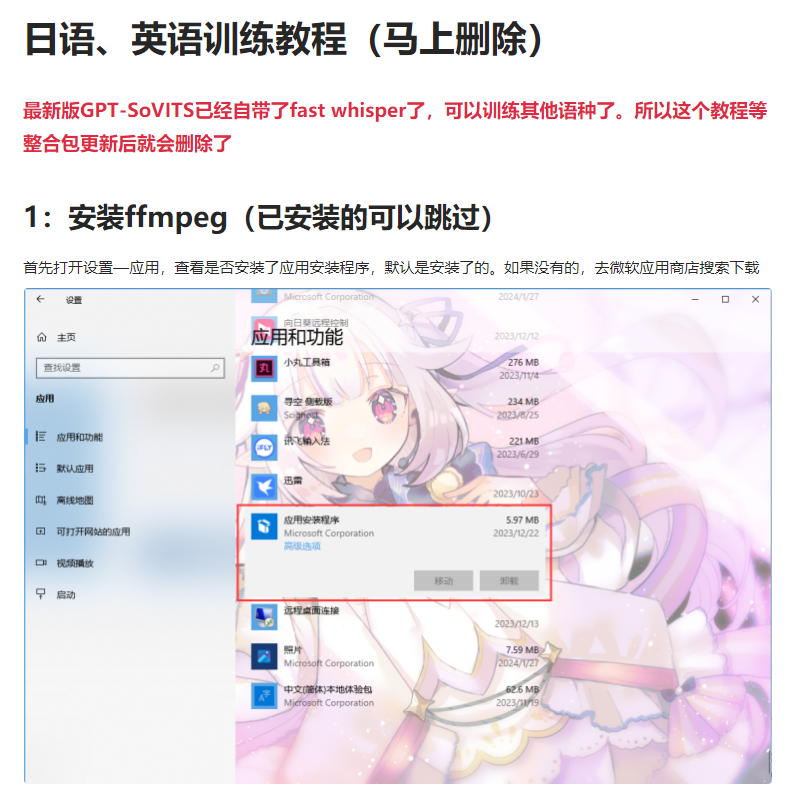 日语、英语训练教程（马上删除）
最新版GPT-SoVITS已经自带了fast whisper了，可以训练其他语种了。所以这个教程等
整合包更新后就会删除了
1：安装ffmpeg（已安装的可以跳过）
首先打开设置—应用，查看是否安装了应用安装程序，默认是安装了的。如果没有的，去微软应用商店搜索下载
设置
主页
查找设置
应用
应用和功能
默认应用
离线地图
可打开网站的应用
视频播放
启动
Microsoft Corporation 2024/1/27
向日葵远程控制
应用和功能
2023/12/12
小丸工具箱 276 MB
2023/11/4
寻空 侧载版 234 MB
2023/8/25
讯飞输入法 221 MB
2023/6/29
迅雷
2023/10/23
应用安装程序 5.97 MB
Microsoft Corporation 2023/12/22
高级选项
移动 卸载
远程桌面连接
2023/12/13
照片 7.59 MB
Microsoft Corporation 2024/1/27
中文(简体)本地体验包 62.6 MB
Microsoft Corporation 2023/11/19